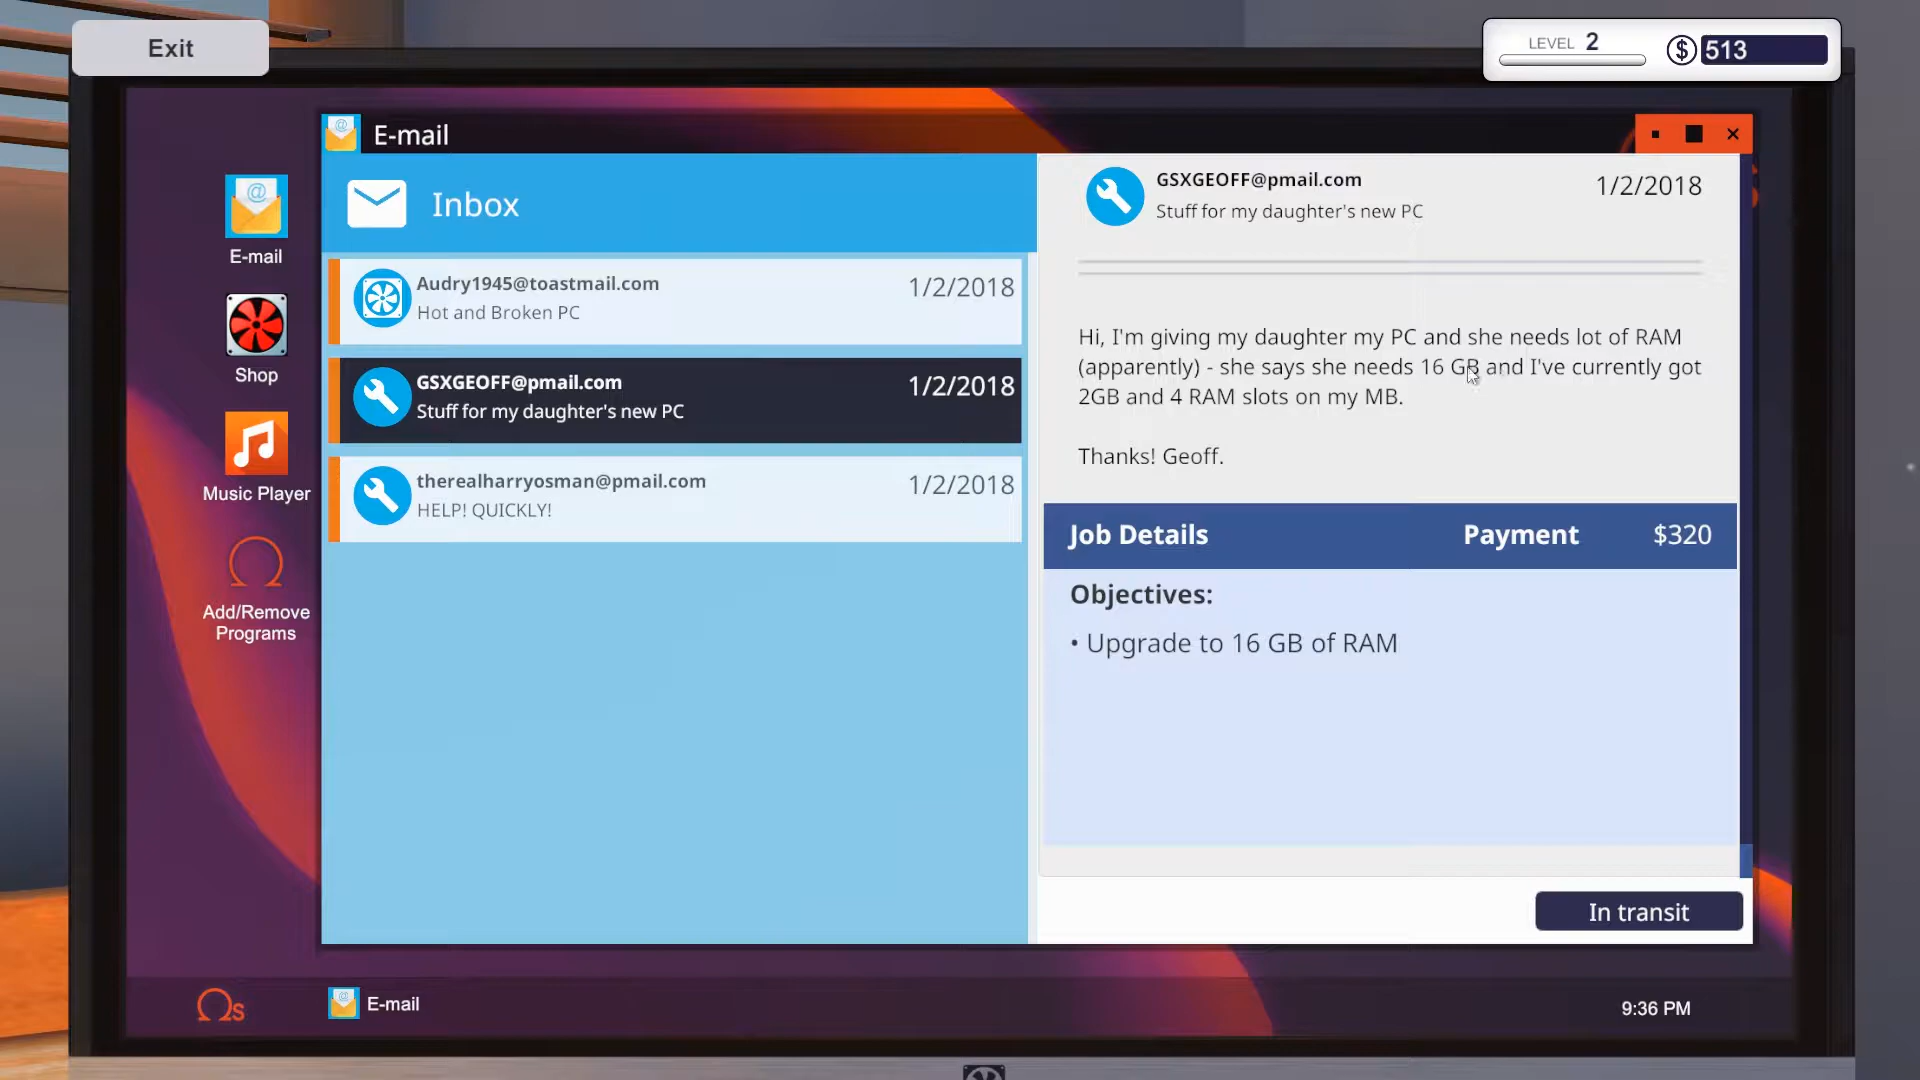 Exit
LEVEL 2
$ 513
E-mail
E-mail
Shop
Music Player
Add/Remove
Programs
Inbox
Audry1945@toastmail.com 1/2/2018
Hot and Broken PC
GSXGEOFF@pmail.com 1/2/2018
Stuff for my daughter's new PC
therealharryosman@pmail.com 1/2/2018
HELP! QUICKLY!
GSXGEOFF@pmail.com 1/2/2018
Stuff for my daughter's new PC
Hi, I'm giving my daughter my PC and she needs lot of RAM
(apparently) - she says she needs 16 GB and I've currently got
2GB and 4 RAM slots on my MB.
Thanks! Geoff.
Job Details Payment $320
Objectives:
• Upgrade to 16 GB of RAM
In transit
Ωs
E-mail
9:36 PM